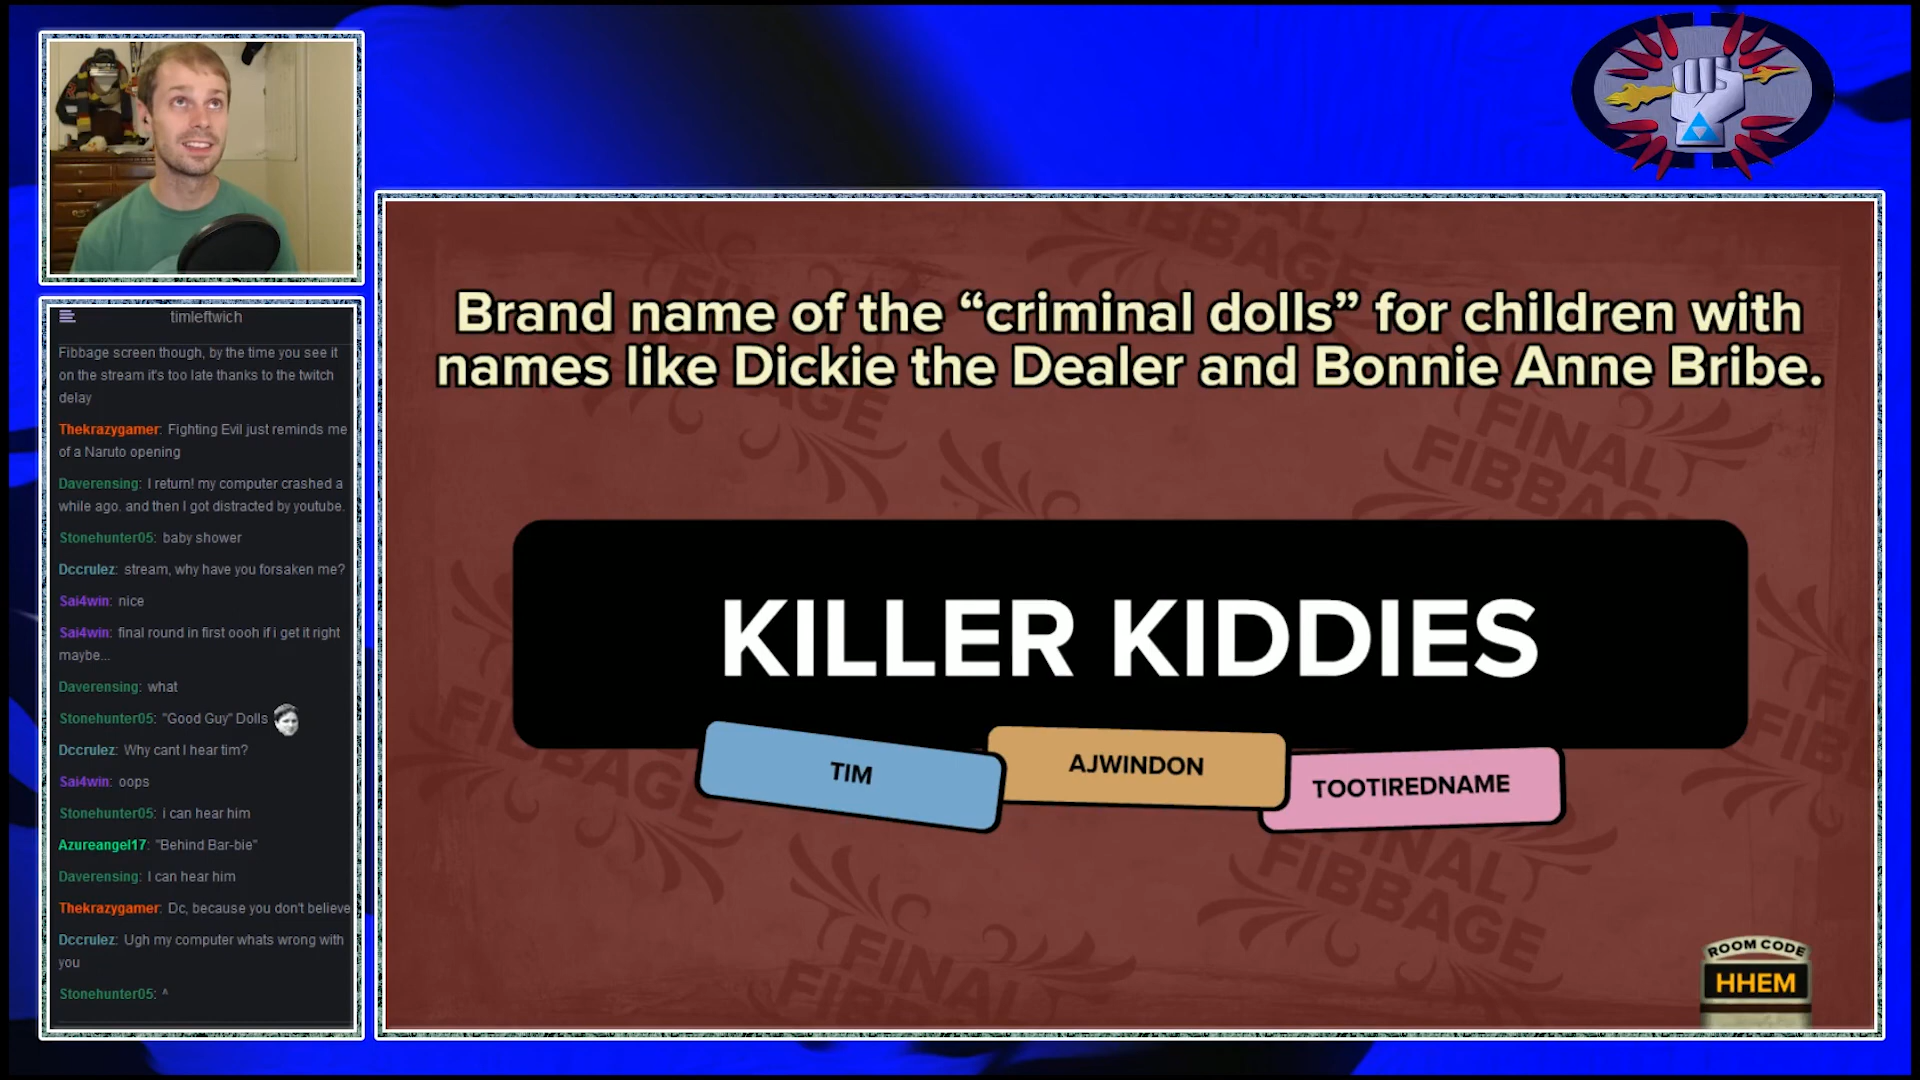 timleftwich
Fibbage screen though, by the time you see it
on the stream it's too late thanks to the twitch
delay
Thekrazygamer: Fighting Evil just reminds me
of a Naruto opening
Daverensing: I return! my computer crashed a
while ago. and then I got distracted by youtube.
Stonehunter05: baby shower
Dccrulez: stream, why have you forsaken me?
Sai4win: nice
Sai4win: final round in first oooh if i get it right
maybe...
Daverensing: what
Stonehunter05: "Good Guy" Dolls
Dccrulez: Why cant I hear tim?
Sai4win: oops
Stonehunter05: i can hear him
Azureangel17: "Behind Bar-bie"
Daverensing: I can hear him
Thekrazygamer: Dc, because you don't believe
Dccrulez: Ugh my computer whats wrong with
you
Stonehunter05: ^
Brand name of the “criminal dolls” for children with
names like Dickie the Dealer and Bonnie Anne Bribe.
KILLER KIDDIES
TIM
AJWINDON
TOOTIREDNAME
FINAL
FIBBAGE
FINAL
FIBBAGE
FINAL
ROOM CODE
HHEM